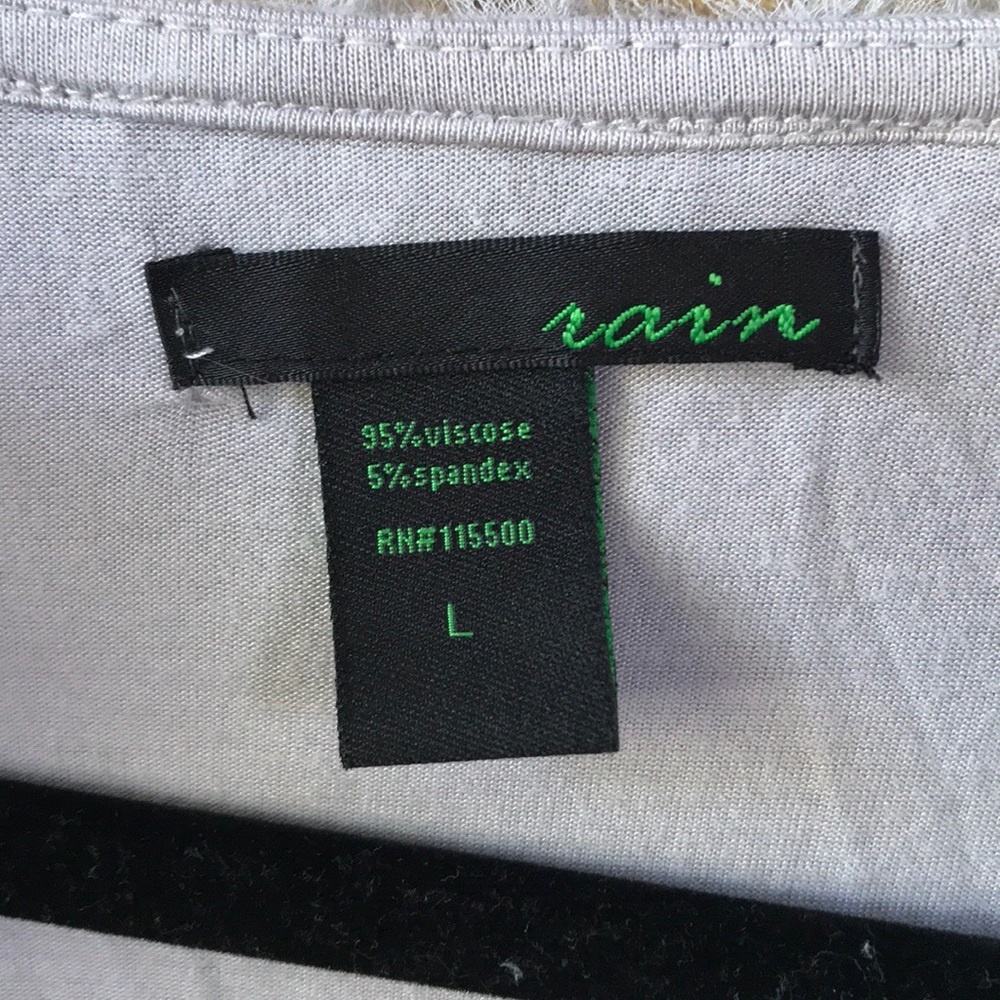 rain
95%viscose
5%spandex
RN#115500
L